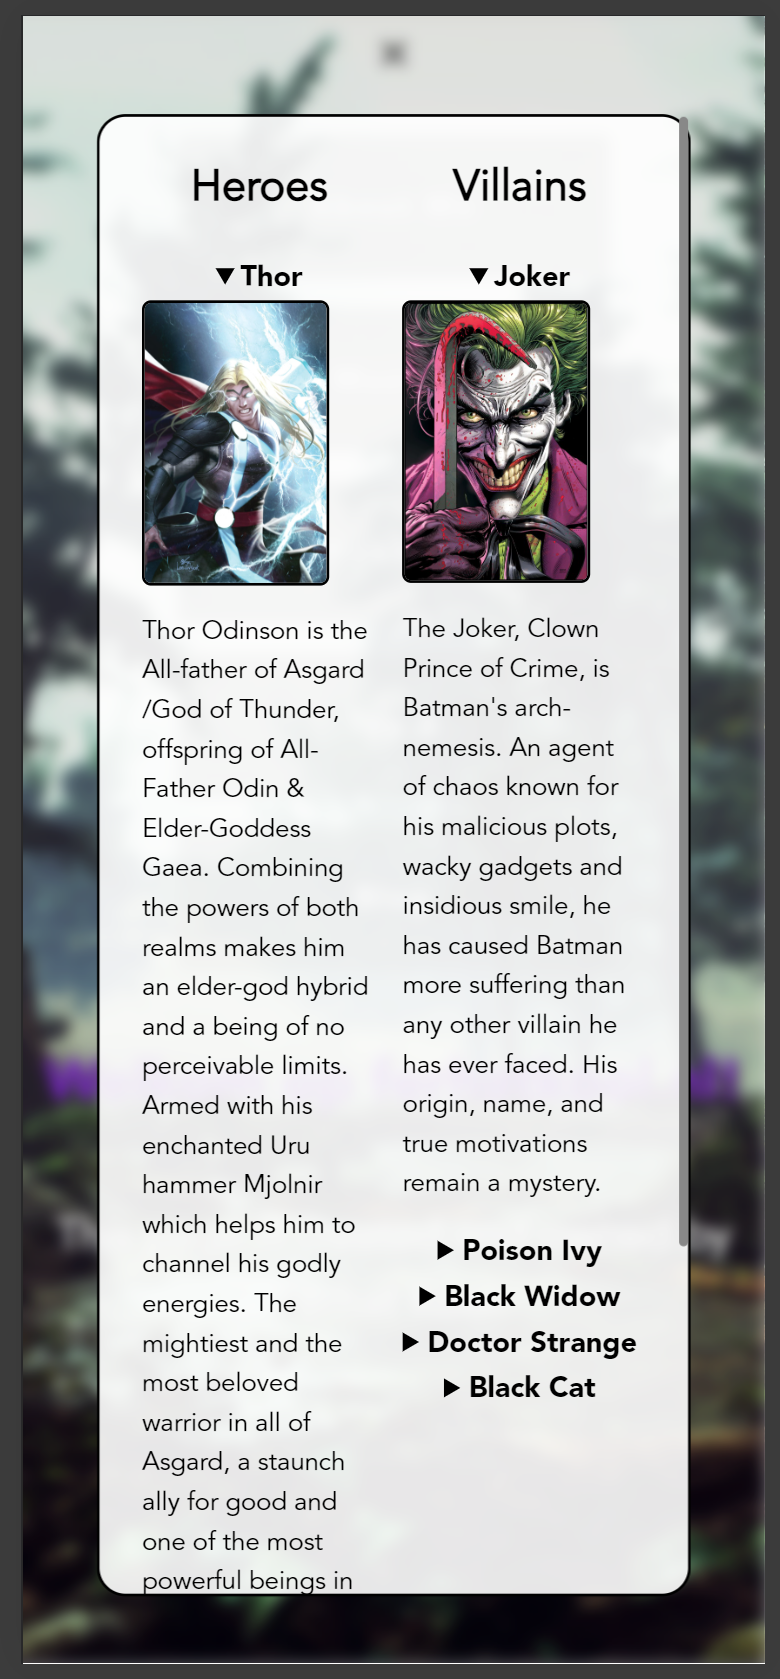 Heroes
▼ Thor
Thor Odinson is the
All-father of Asgard
/God of Thunder,
offspring of All-
Father Odin &
Elder-Goddess
Gaea. Combining
the powers of both
realms makes him
an elder-god hybrid
and a being of no
perceivable limits.
Armed with his
enchanted Uru
hammer Mjolnir
which helps him to
channel his godly
energies. The
mightiest and the
most beloved
warrior in all of
Asgard, a staunch
ally for good and
one of the most
powerful beings in
Villains
▼ Joker
The Joker, Clown
Prince of Crime, is
Batman's arch-
nemesis. An agent
of chaos known for
his malicious plots,
wacky gadgets and
insidious smile, he
has caused Batman
more suffering than
any other villain he
has ever faced. His
origin, name, and
true motivations
remain a mystery.
▶ Poison Ivy
▶ Black Widow
▶ Doctor Strange
▶ Black Cat